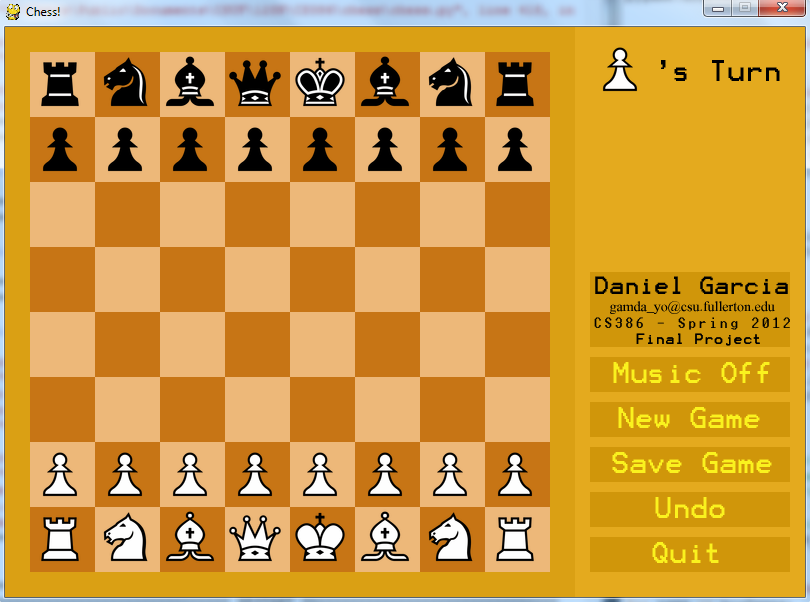 Chess!
's Turn
Daniel Garcia
gamda_yo@csu.fullerton.edu
CS386 - Spring 2012
Final Project
Music Off
New Game
Save Game
Undo
Quit